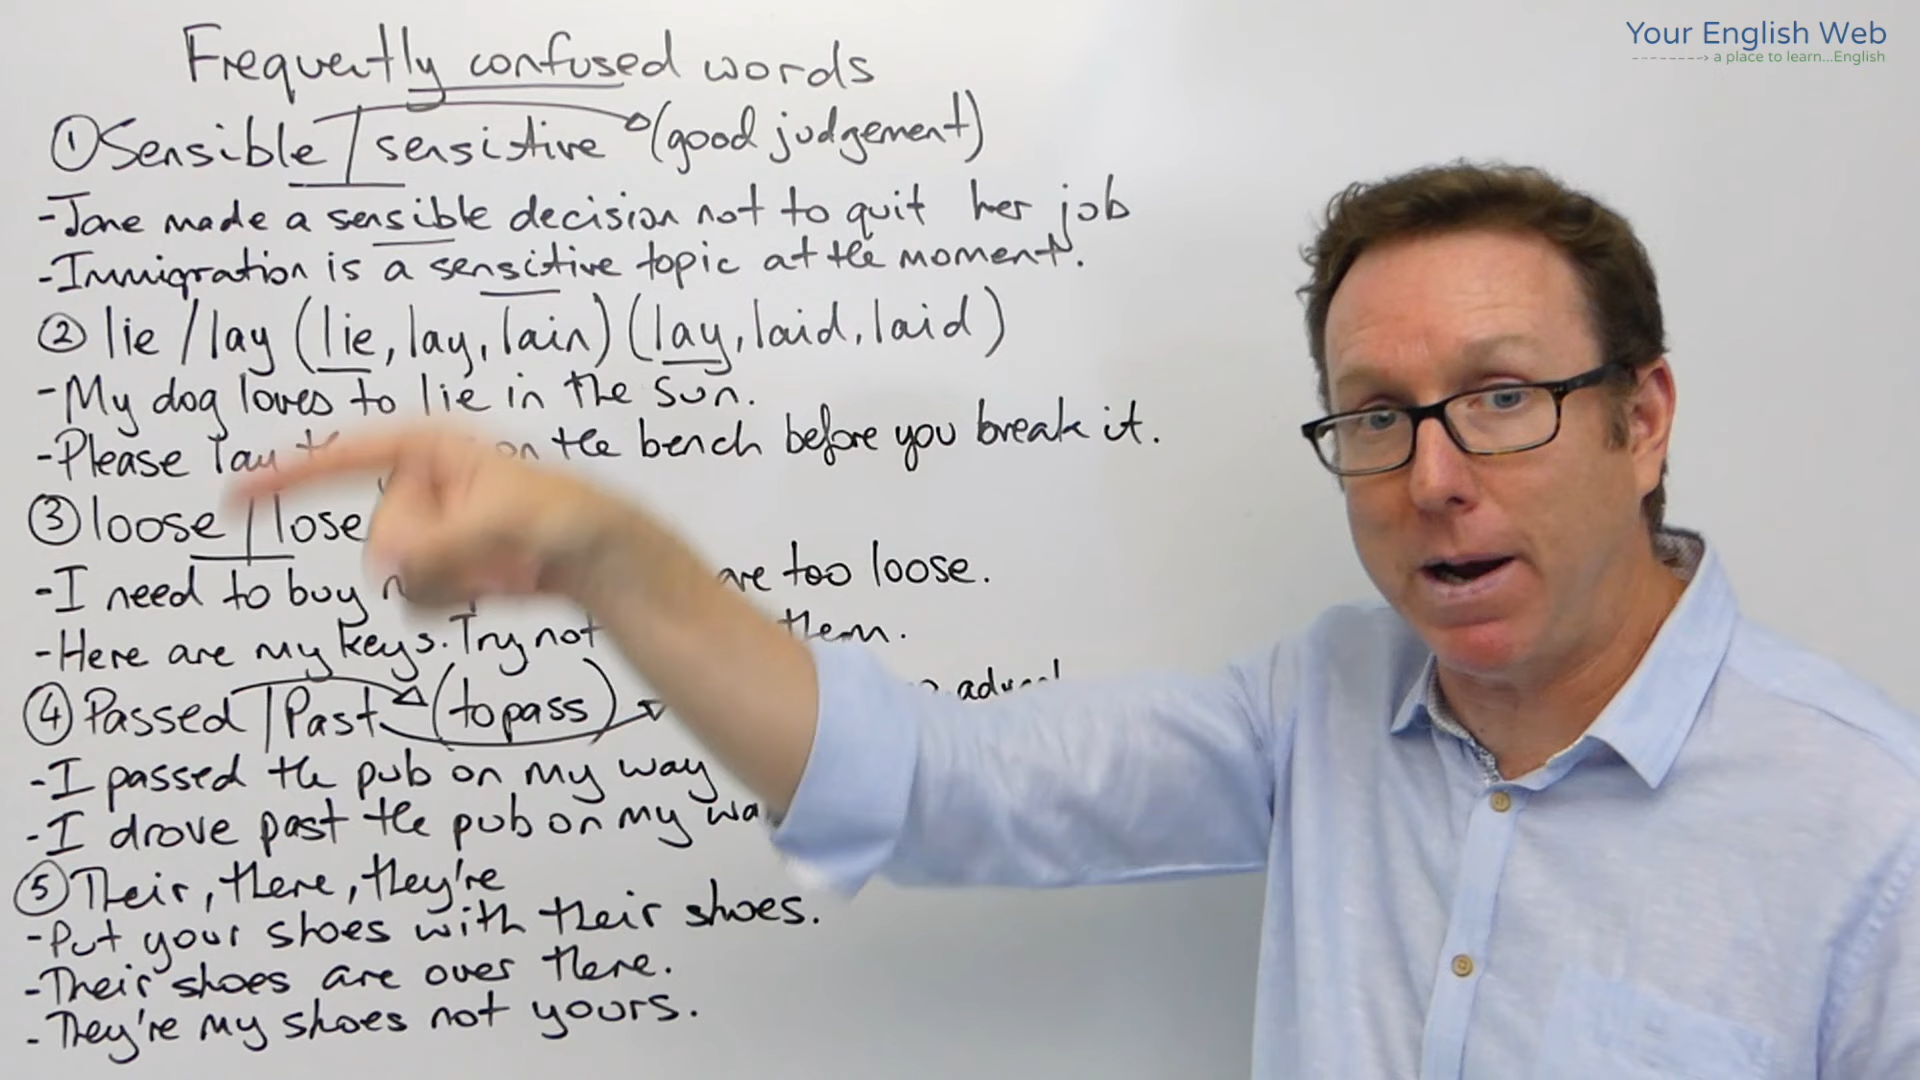 Your English Web
a place to learn...English
Frequently confused words
① Sensible / sensitive (good judgement)
- Jane made a sensible decision not to quit her job
- Immigration is a sensitive topic at the moment.
② lie / lay (lie, lay, lain) (lay, laid, laid)
- My dog loves to lie in the sun.
- Please lay on the bench before you break it.
③ loose / lose
- I need to buy are too loose.
- Here are my keys. Try not them.
④ Passed / Past (to pass)
- I passed the pub on my way
- I drove past the pub on my
⑤ Their, there, they're
- Put your shoes with their shoes.
- Their shoes are over there.
- They're my shoes not yours.